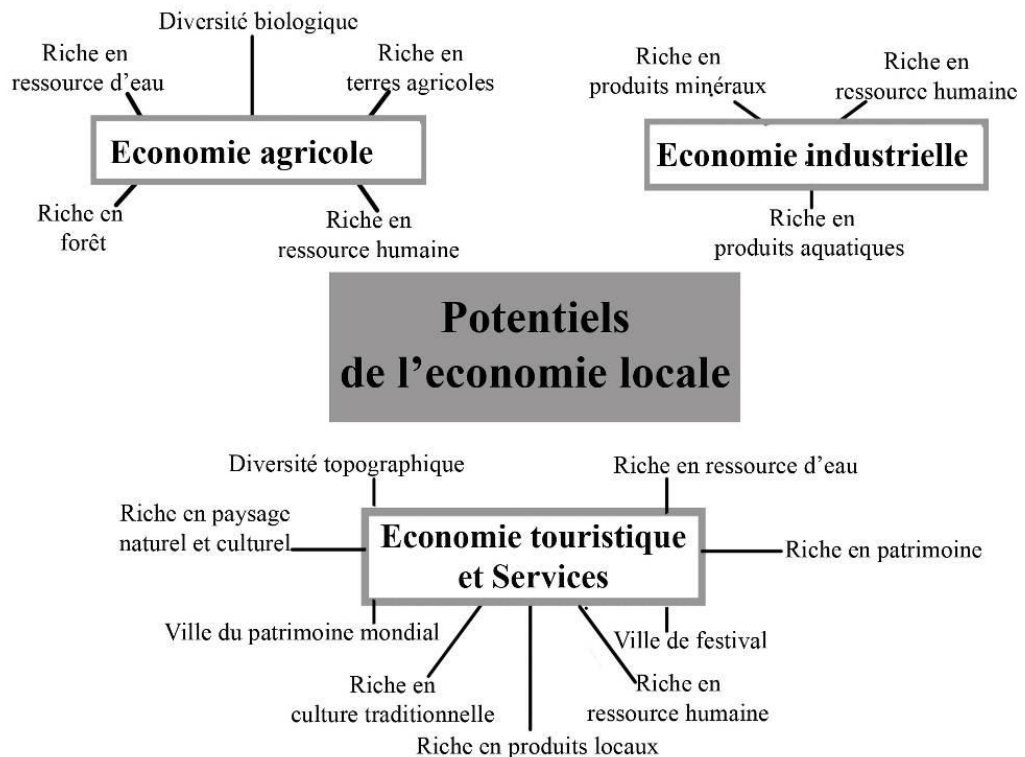 Diversité biologique
Riche en
ressource d'eau
Riche en
terres agricoles
Economie agricole
Riche en
forêt
Riche en
ressource humaine
Riche en
produits minéraux
Riche en
ressource humaine
Economie industrielle
Riche en
produits aquatiques
Potentiels
de l'economie locale
Diversité topographique
Riche en ressource d'eau
Riche en paysage
naturel et culturel
Economie touristique
et Services
Riche en patrimoine
Ville du patrimoine mondial
Ville de festival
Riche en
culture traditionnelle
Riche en
ressource humaine
Riche en produits locaux